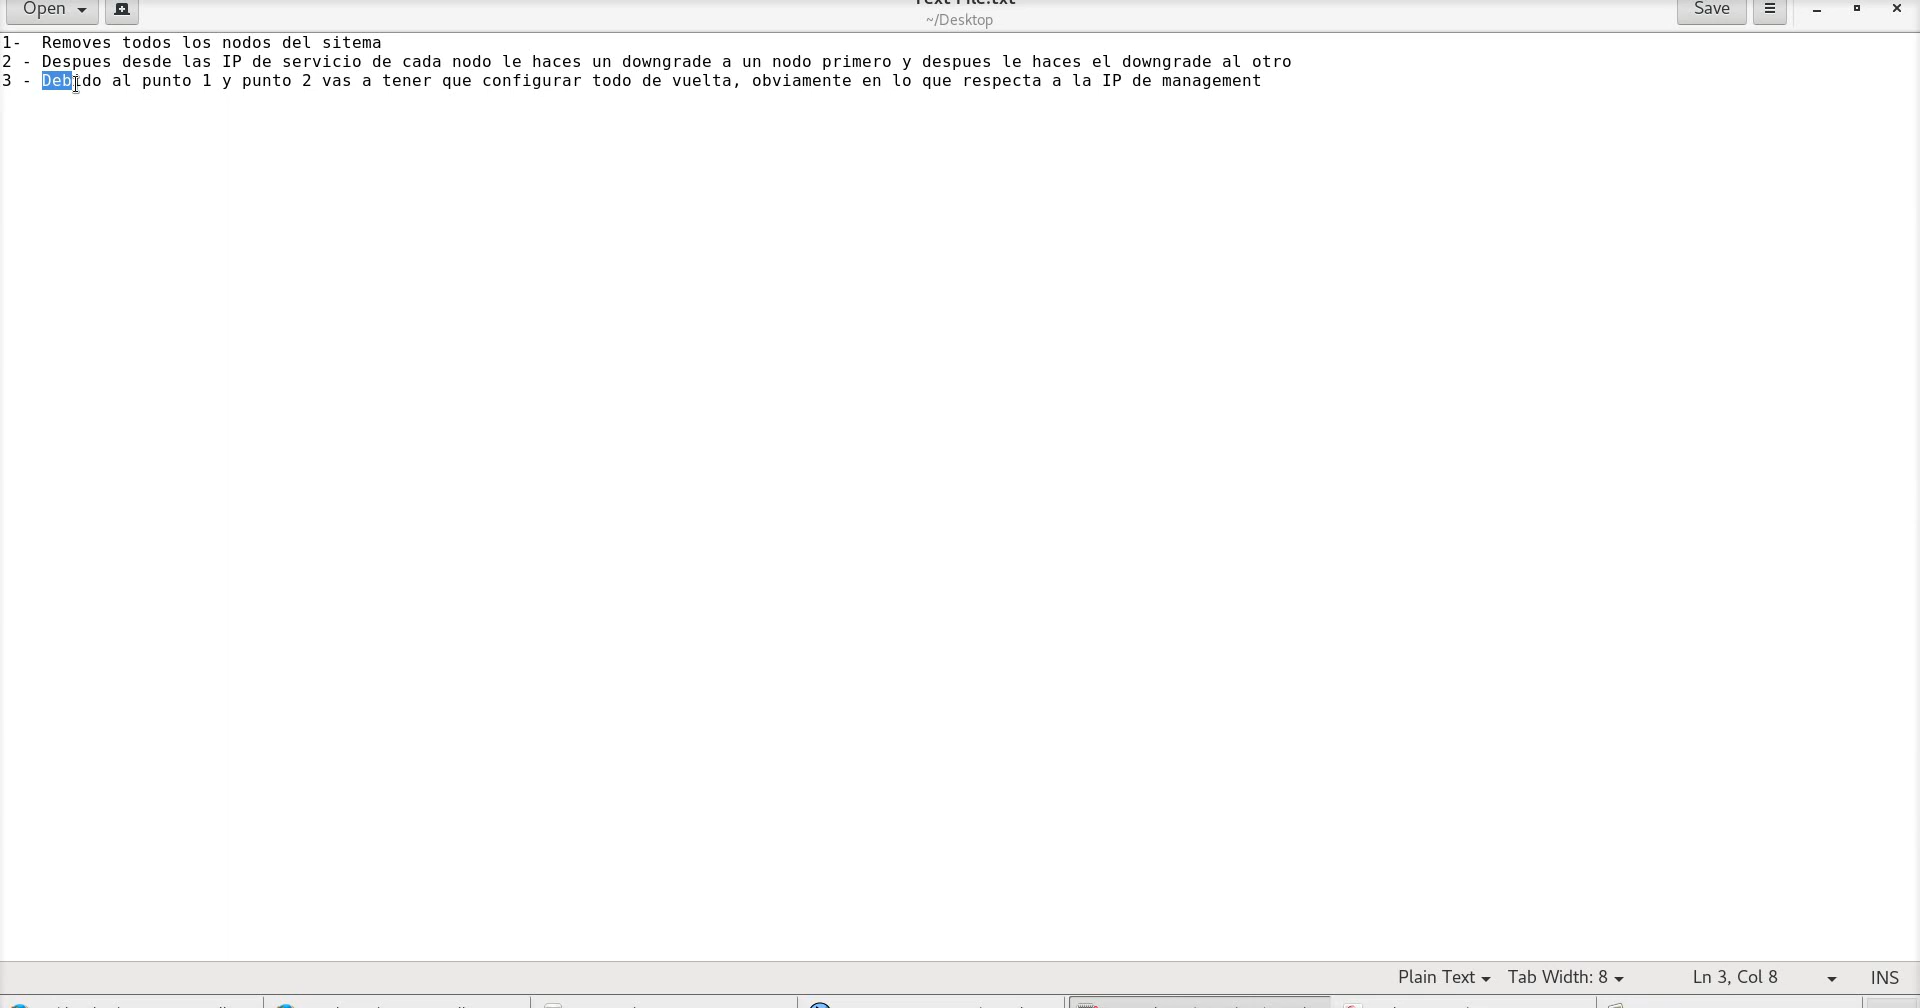 Open
~/Desktop
Save
1-  Removes todos los nodos del sitema
2 - Despues desde las IP de servicio de cada nodo le haces un downgrade a un nodo primero y despues le haces el downgrade al otro
3 - Debido al punto 1 y punto 2 vas a tener que configurar todo de vuelta, obviamente en lo que respecta a la IP de management
Plain Text
Tab Width: 8
Ln 3, Col 8
INS